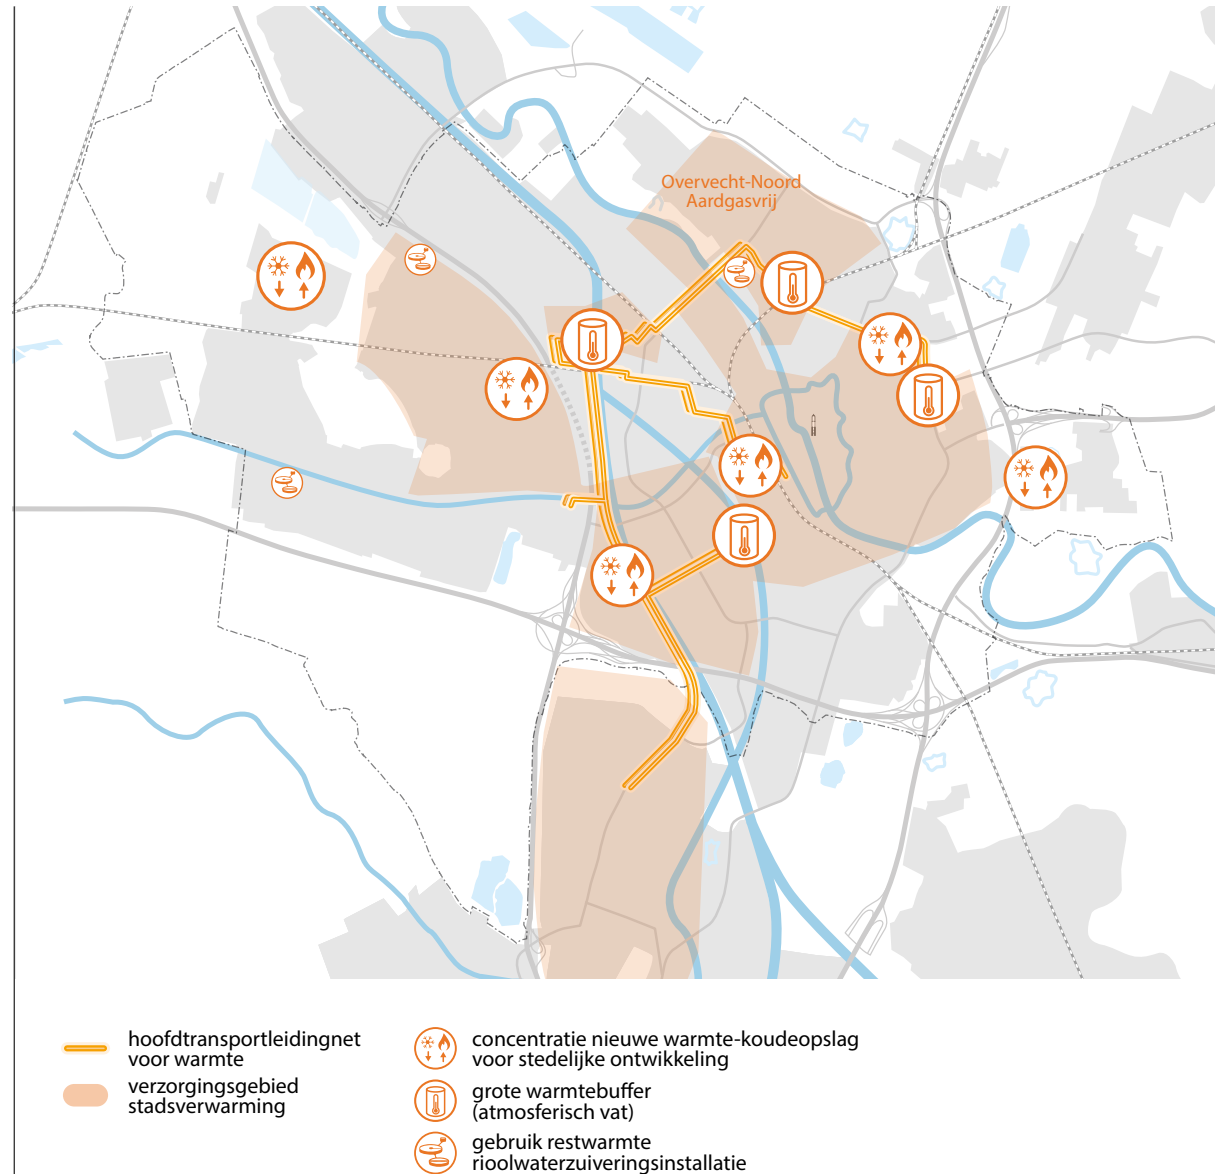 Overvecht-Noord
Aardgasvrij
hoofdtransportleidingnet
voor warmte
verzorgingsgebied
stadsverwarming
concentratie nieuwe warmte-koudeopslag
voor stedelijke ontwikkeling
grote warmtebuffer
(atmosferisch vat)
gebruik restwarmte
rioolwaterzuiveringsinstallatie